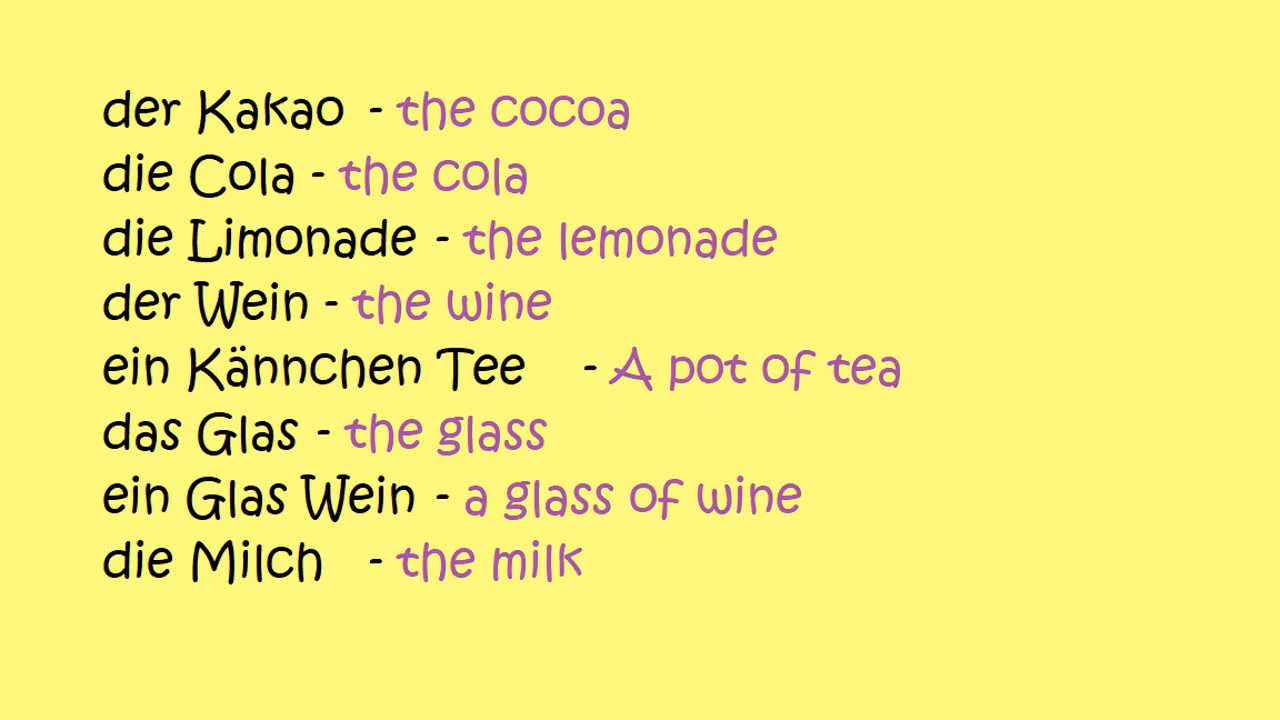 der Kakao - the cocoa
die Cola - the cola
die Limonade - the lemonade
der Wein - the wine
ein Kännchen Tee - A pot of tea
das Glas - the glass
ein Glas Wein - a glass of wine
die Milch - the milk